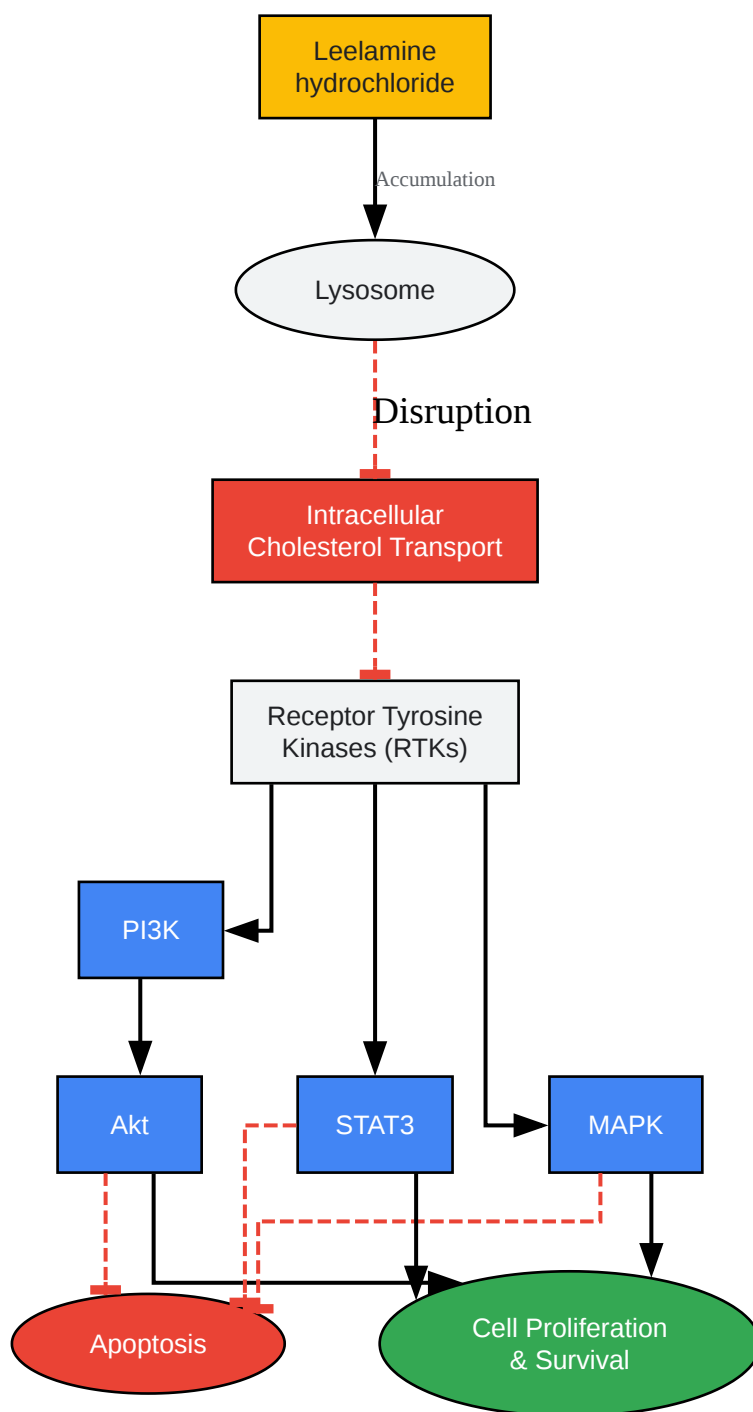 Leelamine
hydrochloride
Accumulation
Lysosome
Disruption
Intracellular
Cholesterol Transport
Receptor Tyrosine
Kinases (RTKs)
PI3K
Akt
STAT3
MAPK
Apoptosis
Cell Proliferation
& Survival